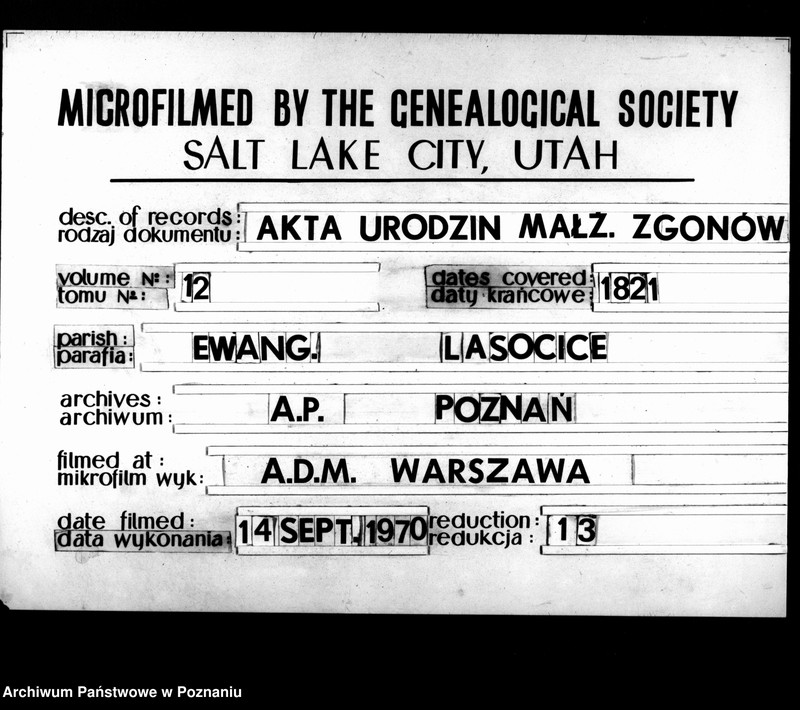 MICROFILMED BY THE GENEALOGICAL SOCIETY
SALT LAKE CITY, UTAH
desc. of records:
rodzaj dokumentu:
AKTA URODZIN MAŁŻ. ZGONÓW
volume №:
tomu №:
12
dates covered:
daty krańcowe:
1821
parish:
parafia:
EWANG. LASOCICE
archives:
archiwum:
A.P. POZNAŃ
filmed at:
mikrofilm wyk:
A.D.M. WARSZAWA
date filmed:
data wykonania:
14 SEPT. 1970
reduction:
redukcja:
13
Archiwum Państwowe w Poznaniu